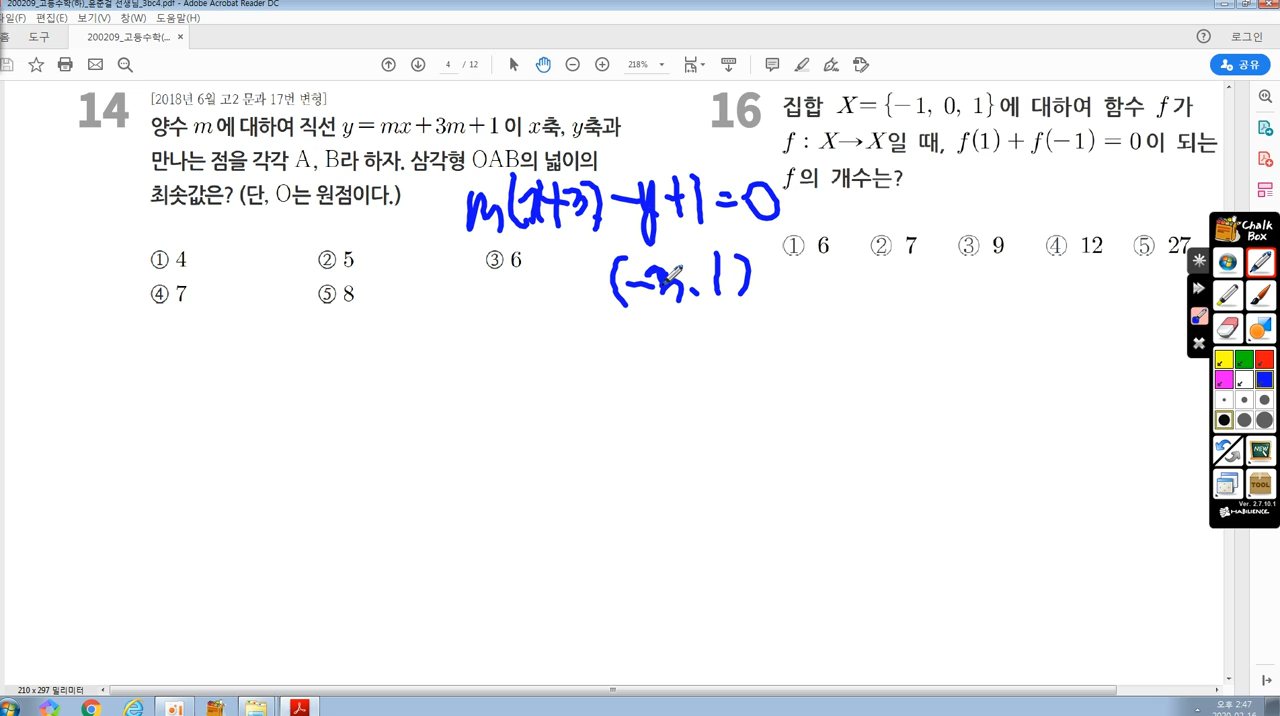 200209_고등수학(하)_윤준걸 선생님_3bc4.pdf - Adobe Acrobat Reader DC
편집(E) 보기(V) 창(W) 도움말(H)
홈 도구 200209_고등수학(... × 로그인
4 / 12 218% 공유
14 [2018년 6월 고2 문과 17번 변형]
양수 m에 대하여 직선 y=mx+3m+1이 x축, y축과
만나는 점을 각각 A, B라 하자. 삼각형 OAB의 넓이의
최솟값은? (단, O는 원점이다.)
m(x+3)-y+1=0
(-3, 1)
① 4 ② 5 ③ 6
④ 7 ⑤ 8
16 집합 X={-1, 0, 1}에 대하여 함수 f가
f : X→X일 때, f(1)+f(-1)=0이 되는
f의 개수는?
① 6 ② 7 ③ 9 ④ 12 ⑤ 27
Chalk Box
NEW
TOOL
Ver. 2.7.10.1
HABILIENCE
210 x 297 밀리미터
오후 2:47